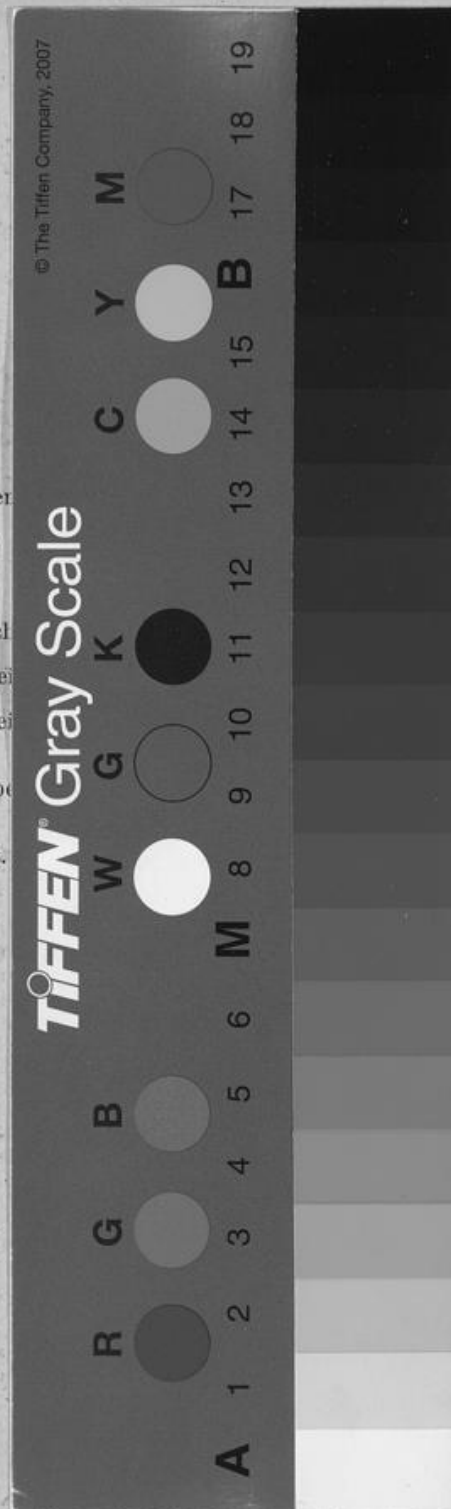 TIFFEN® Gray Scale
© The Tiffen Company, 2007
R G B W G K C Y M
A 1 2 3 4 5 6 M 8 9 10 11 12 13 14 15 B 17 18 19